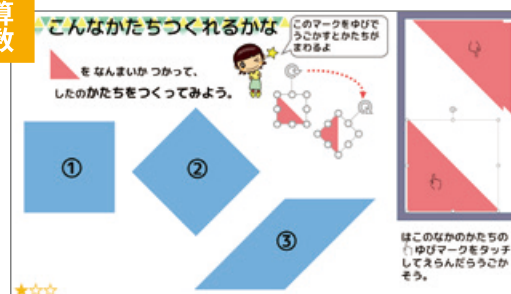 算数
こんなかたちつくれるかな
このマークをゆびで
うごかすとかたちが
まわるよ
を なんまいか つかって、
したのかたちをつくってみよう。
①
②
③
はこのなかのかたちの
ゆびマークをタッチ
してえらんだらうごか
そう。
★☆☆